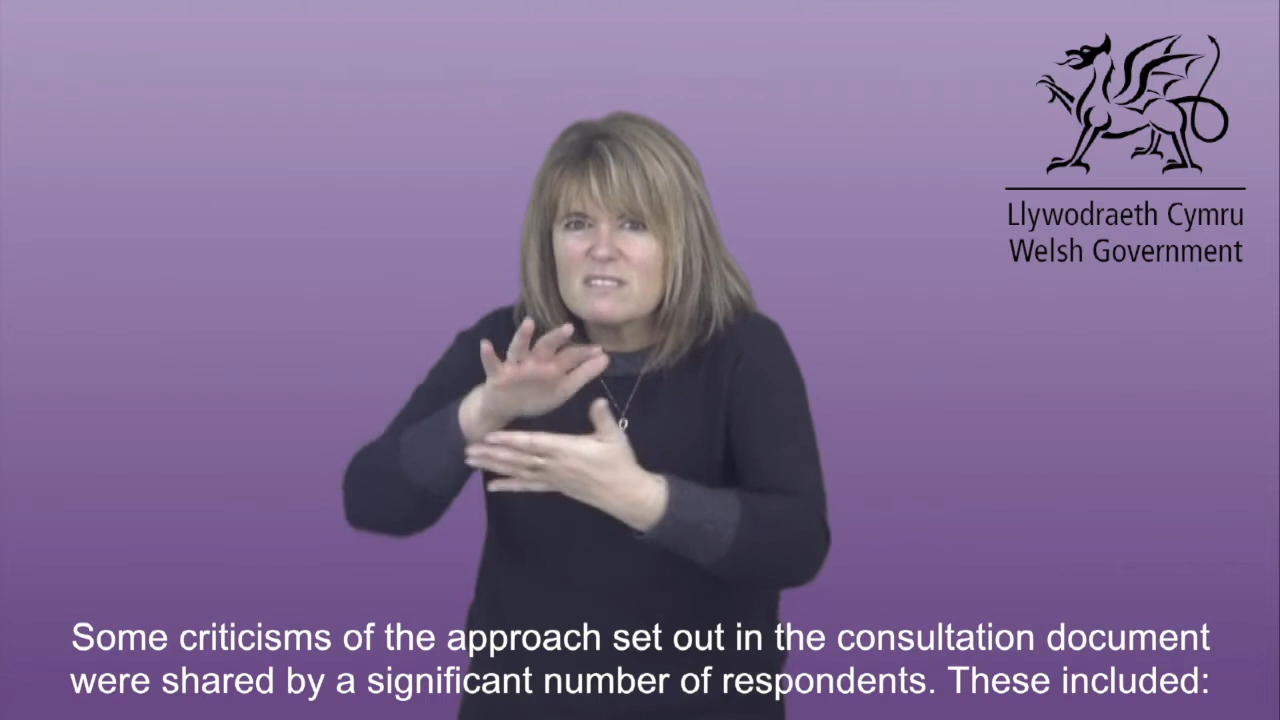 Llywodraeth Cymru
Welsh Government
Some criticisms of the approach set out in the consultation document
were shared by a significant number of respondents. These included: